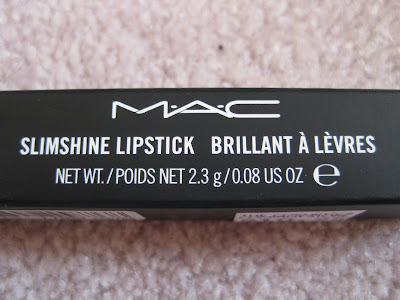 M·A·C
SLIMSHINE LIPSTICK BRILLANT À LÈVRES
NET WT./POIDS NET 2.3 g/0.08 US OZ ℮